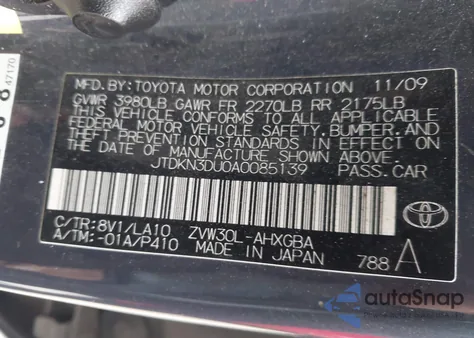 MFD. BY: TOYOTA MOTOR CORPORATION 11/09
GVWR 3980LB GAWR FR 2270LB RR 2175LB
THIS VEHICLE CONFORMS TO ALL APPLICABLE
FEDERAL MOTOR VEHICLE SAFETY, BUMPER, AND
THEFT PREVENTION STANDARDS IN EFFECT ON
THE DATE OF MANUFACTURE SHOWN ABOVE.
JTDKN3DU0A0085139 PASS. CAR
C/TR: 8V1/LA10 ZVW30L-AHXGBA
A/TM: -01A/P410 MADE IN JAPAN
788 A
TOYOTA
47170
autoSnap